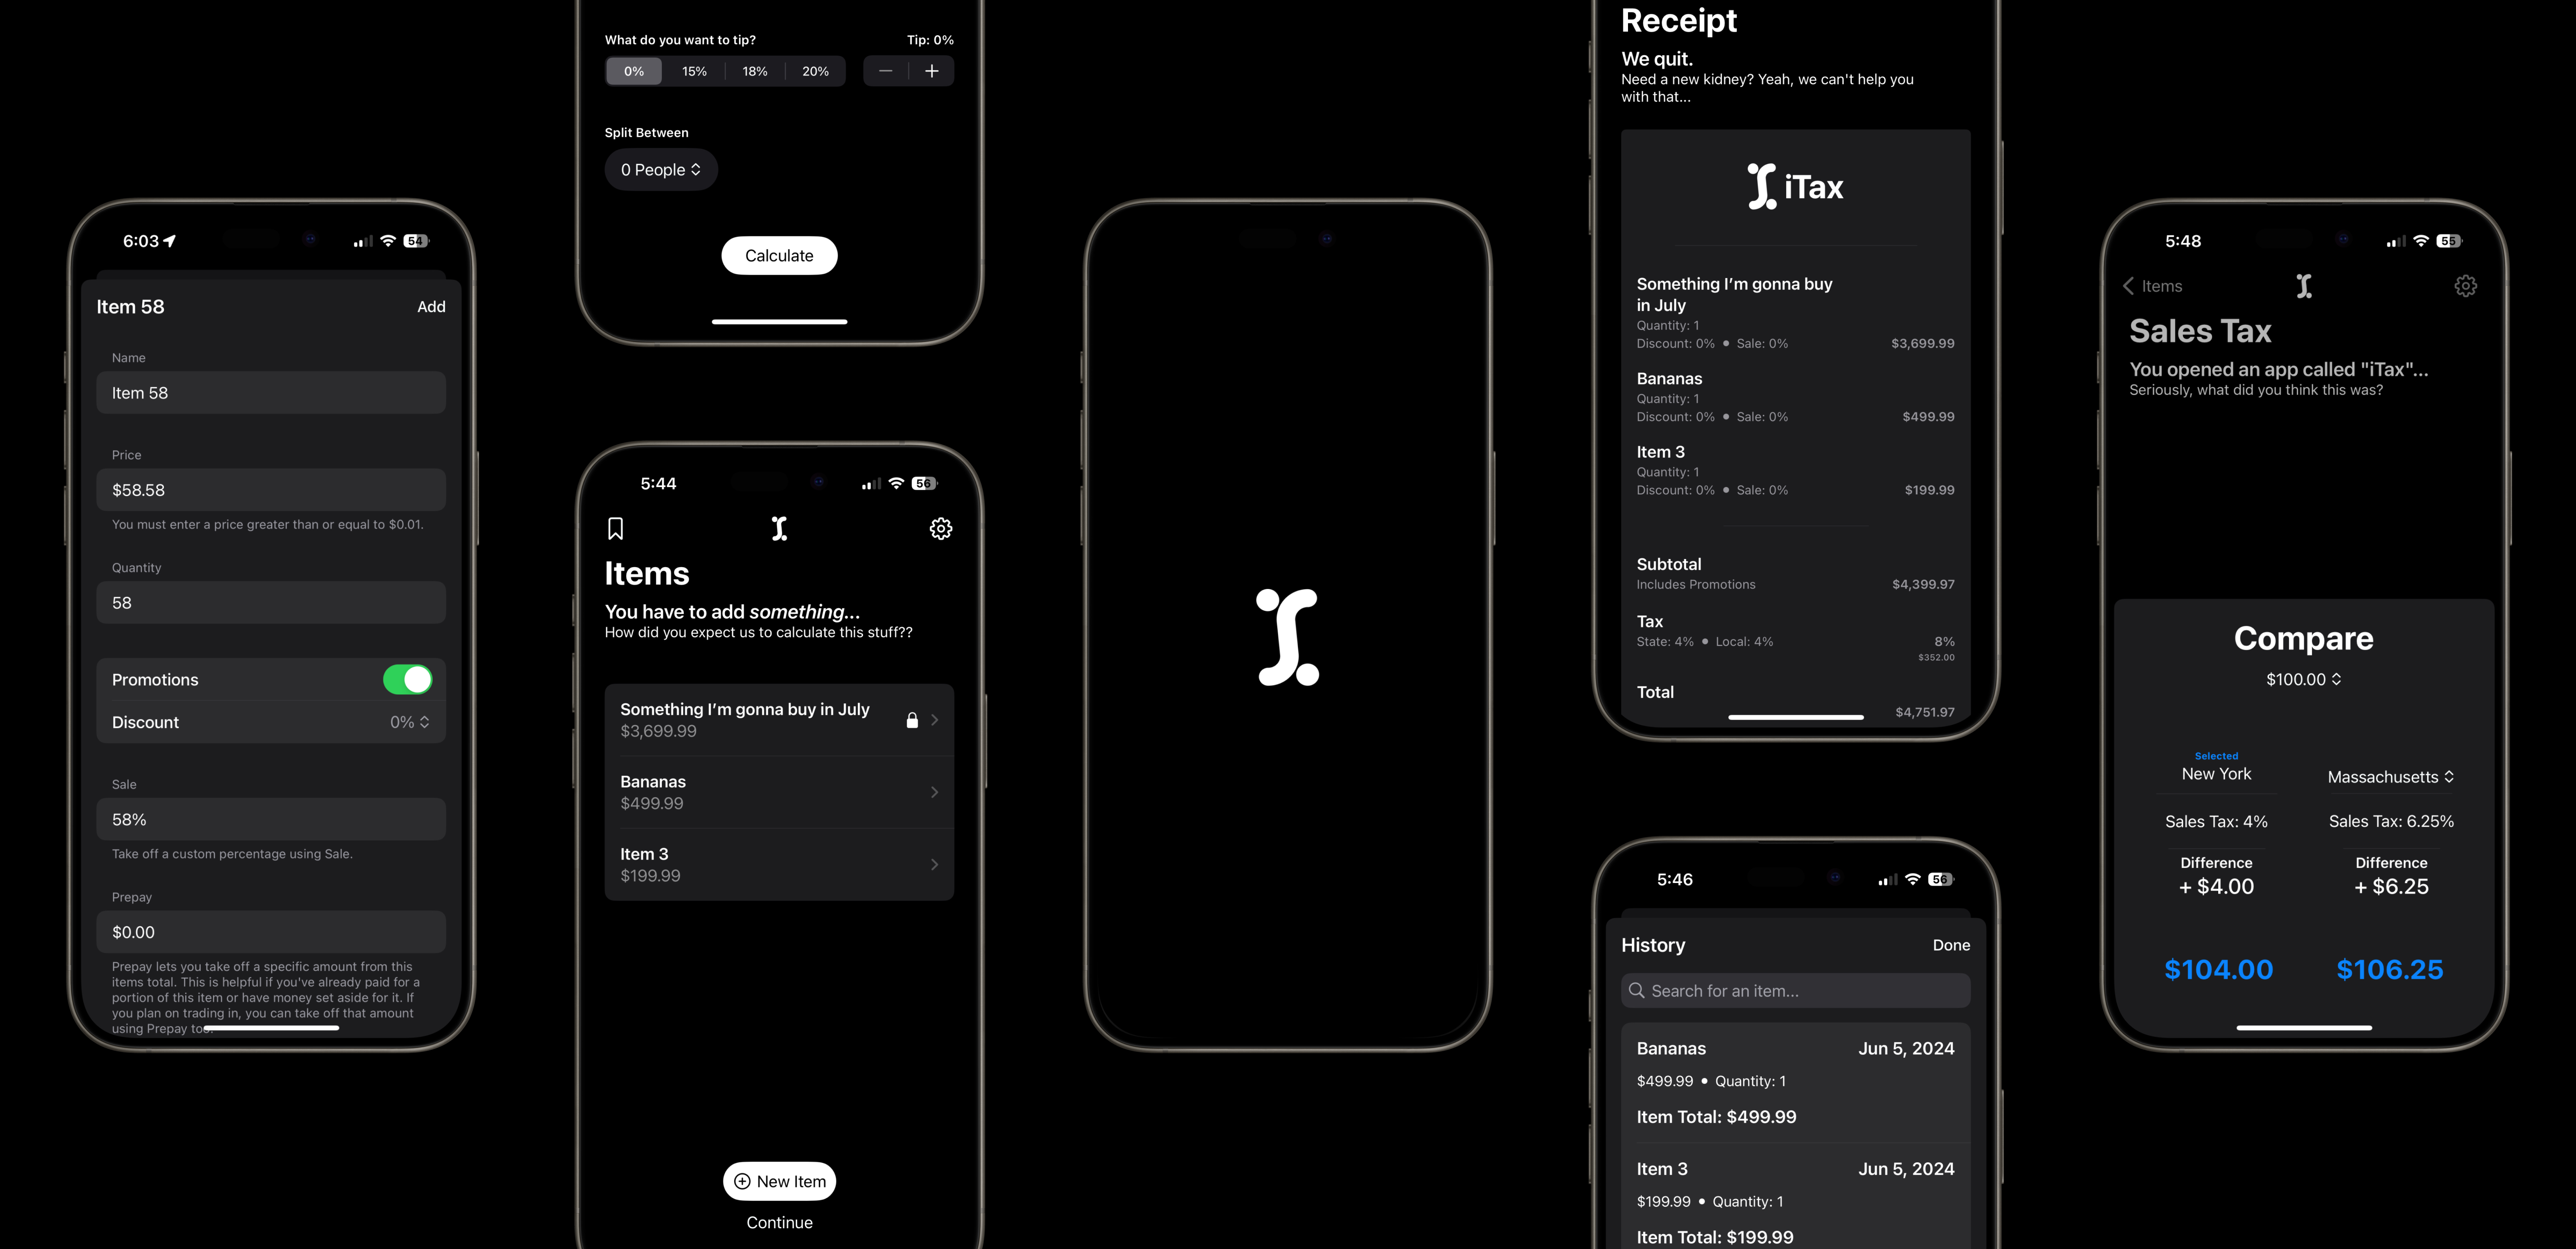 6:03
54
Item 58
Add
Name
Item 58
Price
$58.58
You must enter a price greater than or equal to $0.01.
Quantity
58
Promotions
Discount
0%
Sale
58%
Take off a custom percentage using Sale.
Prepay
$0.00
Prepay lets you take off a specific amount from this
items total. This is helpful if you've already paid for a
portion of this item or have money set aside for it. If
you plan on trading in, you can take off that amount
using Prepay too.
What do you want to tip?
Tip: 0%
0%
15%
18%
20%
Split Between
0 People
Calculate
5:44
56
Items
You have to add something...
How did you expect us to calculate this stuff??
Something I'm gonna buy in July
$3,699.99
Bananas
$499.99
Item 3
$199.99
New Item
Continue
Receipt
We quit.
Need a new kidney? Yeah, we can't help you
with that...
iTax
Something I'm gonna buy
in July
Quantity: 1
Discount: 0% • Sale: 0%
$3,699.99
Bananas
Quantity: 1
Discount: 0% • Sale: 0%
$499.99
Item 3
Quantity: 1
Discount: 0% • Sale: 0%
$199.99
Subtotal
Includes Promotions
$4,399.97
Tax
State: 4% • Local: 4%
8%
$352.00
Total
$4,751.97
5:46
56
History
Done
Search for an item...
Bananas
Jun 5, 2024
$499.99 • Quantity: 1
Item Total: $499.99
Item 3
Jun 5, 2024
$199.99 • Quantity: 1
Item Total: $199.99
5:48
55
Items
Sales Tax
You opened an app called "iTax"...
Seriously, what did you think this was?
Compare
$100.00
Selected
New York
Massachusetts
Sales Tax: 4%
Sales Tax: 6.25%
Difference
+ $4.00
Difference
+ $6.25
$104.00
$106.25